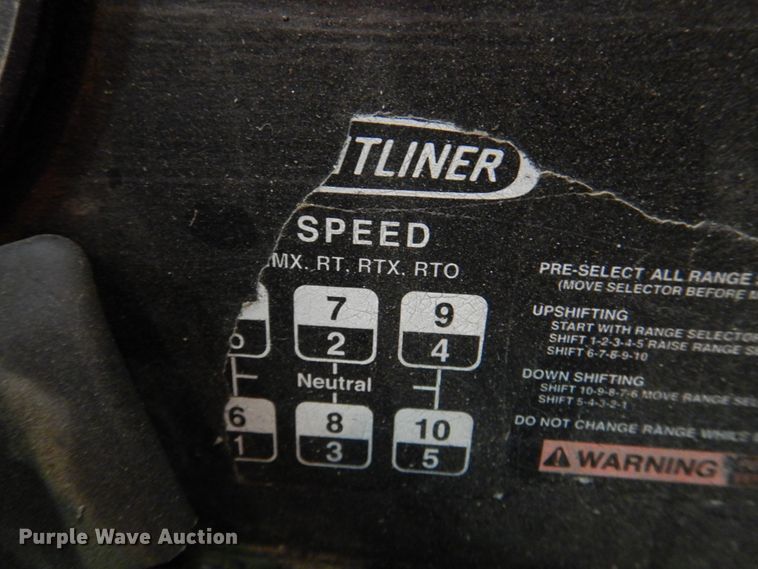 TLINER
SPEED
MX, RT, RTX, RTO
7 9
2 4
Neutral
6 8 10
1 3 5
PRE-SELECT ALL RANGE
(MOVE SELECTOR BEFORE
UPSHIFTING
START WITH RANGE SELECTOR
SHIFT 1-2-3-4-5 RAISE RANGE
SHIFT 6-7-8-9-10
DOWN SHIFTING
SHIFT 10-9-8-7-6 MOVE RANGE
SHIFT 5-4-3-2-1
DO NOT CHANGE RANGE WHILE
WARNING
Purple Wave Auction